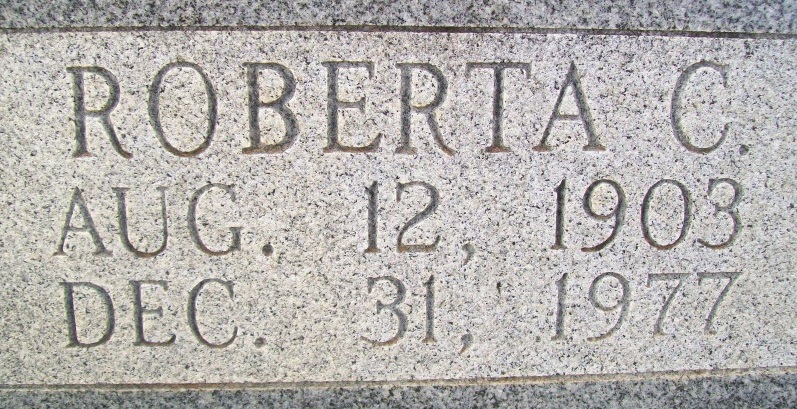 ROBERTA C.
AUG. 12, 1903
DEC. 31, 1977